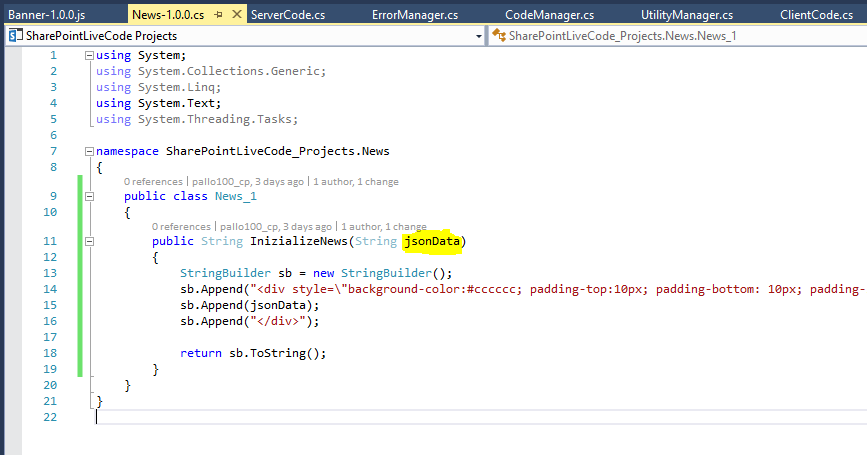 Banner-1.0.0.js News-1.0.0.cs ServerCode.cs ErrorManager.cs CodeManager.cs UtilityManager.cs ClientCode.cs
SharePointLiveCode Projects SharePointLiveCode_Projects.News.News_1
1 using System;
2 using System.Collections.Generic;
3 using System.Linq;
4 using System.Text;
5 using System.Threading.Tasks;
6
7 namespace SharePointLiveCode_Projects.News
8 {
0 references | pallo100_cp, 3 days ago | 1 author, 1 change
9 public class News_1
10 {
0 references | pallo100_cp, 3 days ago | 1 author, 1 change
11 public String InizializeNews(String jsonData)
12 {
13 StringBuilder sb = new StringBuilder();
14 sb.Append("<div style=\"background-color:#cccccc; padding-top:10px; padding-bottom: 10px; padding-
15 sb.Append(jsonData);
16 sb.Append("</div>");
17
18 return sb.ToString();
19 }
20 }
21 }
22